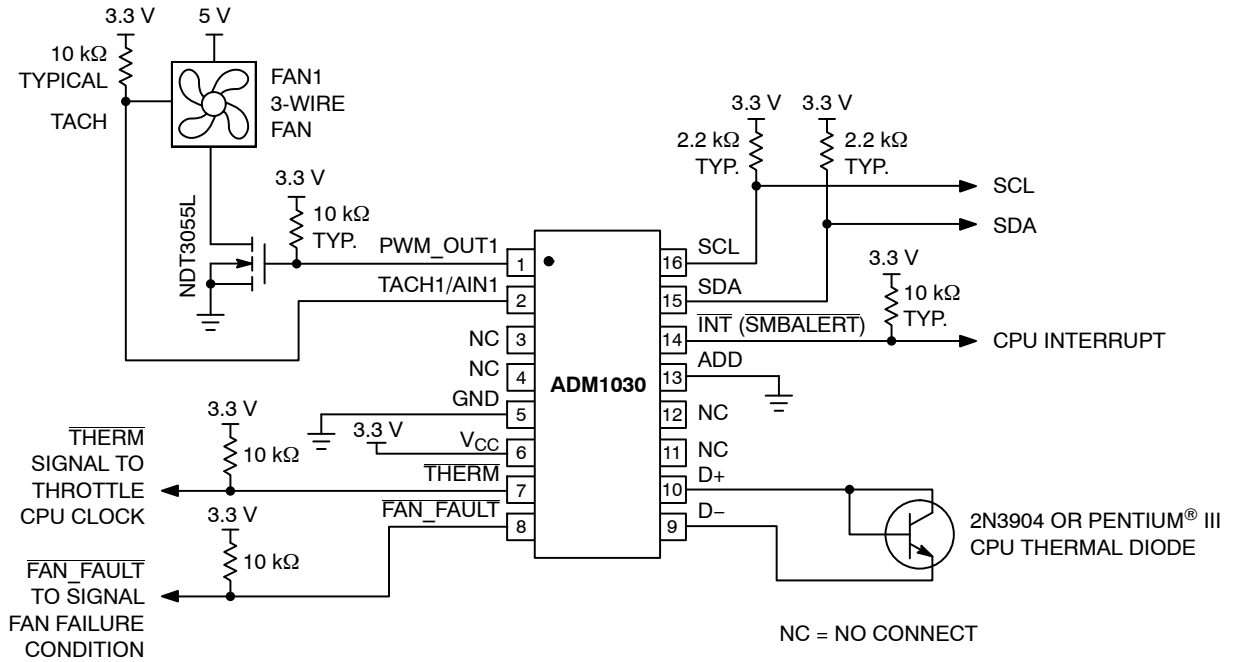 3.3 V
5 V
10 kΩ
TYPICAL
TACH
FAN1
3-WIRE
FAN
3.3 V
10 kΩ
TYP.
NDT3055L
PWM_OUT1
TACH1/AIN1
NC
NC
GND
3.3 V
VCC
THERM
FAN_FAULT
1
2
3
4
5
6
7
8
THERM
SIGNAL TO
THROTTLE
CPU CLOCK
3.3 V
10 kΩ
3.3 V
10 kΩ
FAN_FAULT
TO SIGNAL
FAN FAILURE
CONDITION
ADM1030
3.3 V
3.3 V
2.2 kΩ
TYP.
2.2 kΩ
TYP.
SCL
SDA
16
SCL
15
SDA
14
INT (SMBALERT)
3.3 V
10 kΩ
TYP.
CPU INTERRUPT
13
ADD
12
NC
11
NC
10
D+
9
D−
2N3904 OR PENTIUM® III
CPU THERMAL DIODE
NC = NO CONNECT